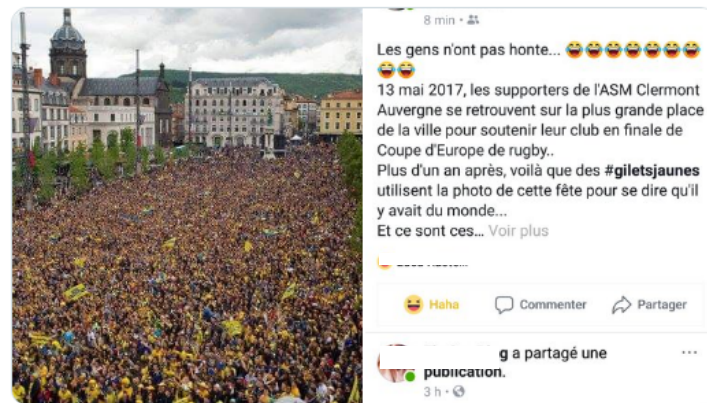 8 min
Les gens n'ont pas honte...
13 mai 2017, les supporters de l'ASM Clermont
Auvergne se retrouvent sur la plus grande place
de la ville pour soutenir leur club en finale de
Coupe d'Europe de rugby..
Plus d'un an après, voilà que des #giletsjaunes
utilisent la photo de cette fête pour se dire qu'il
y avait du monde...
Et ce sont ces... Voir plus
Haha Commenter Partager
g a partagé une
publication.
3 h